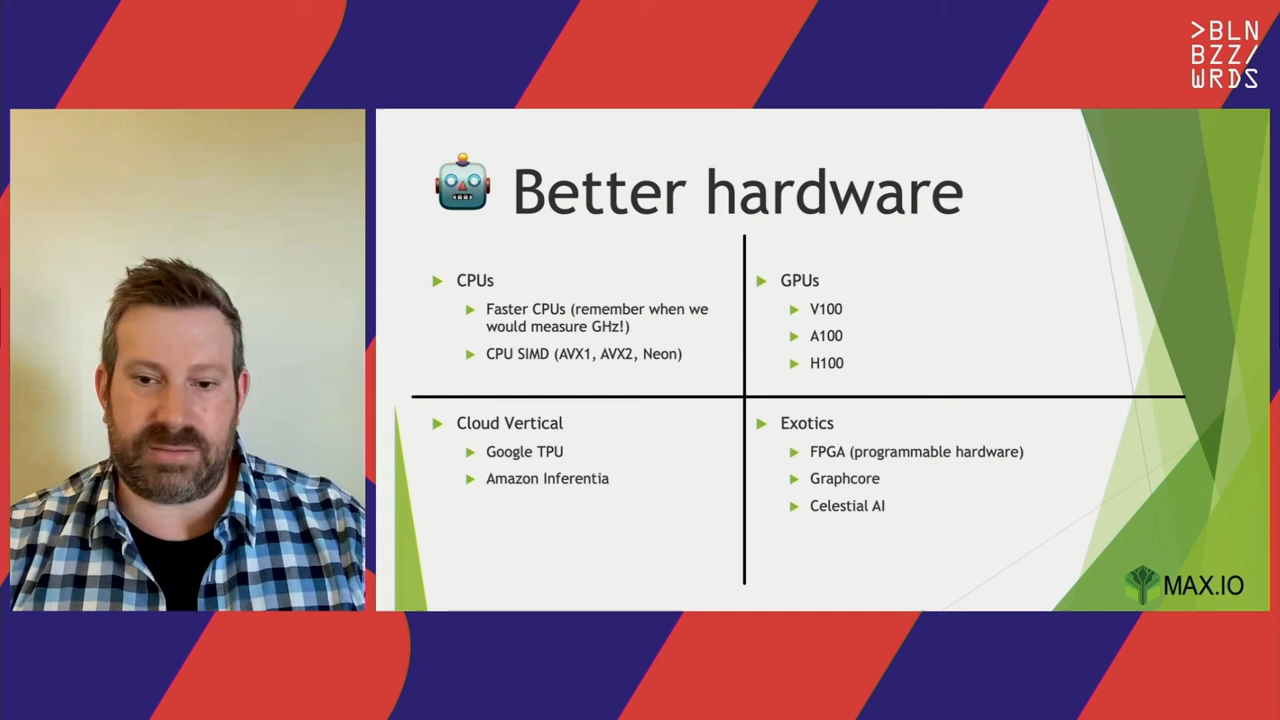 >BLN
BZZ/
WRDS
Better hardware
CPUs
Faster CPUs (remember when we
would measure GHz!)
CPU SIMD (AVX1, AVX2, Neon)
GPUs
V100
A100
H100
Cloud Vertical
Google TPU
Amazon Inferentia
Exotics
FPGA (programmable hardware)
Graphcore
Celestial AI
MAX.IO